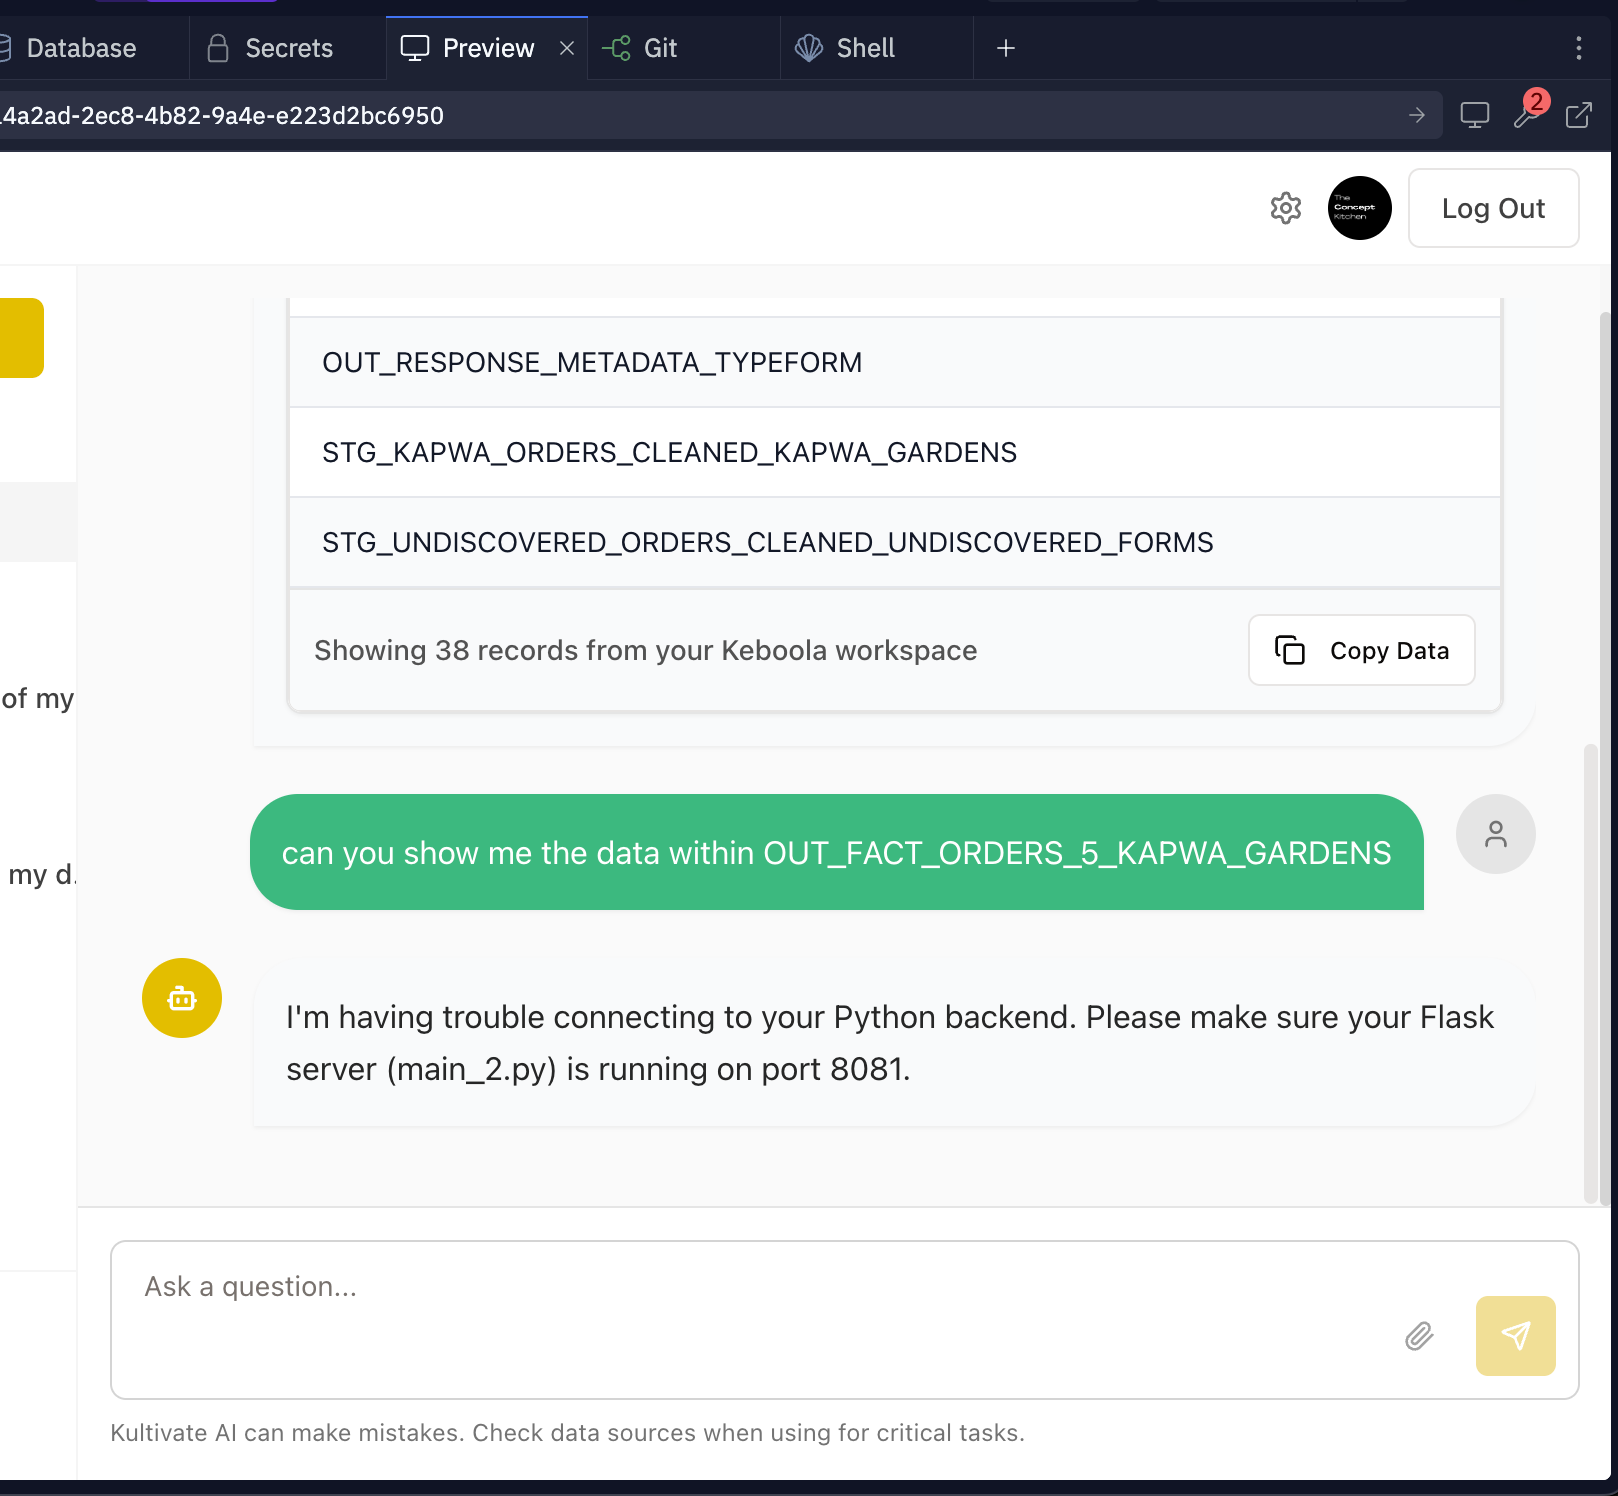 Database
Secrets
Preview
Git
Shell
4a2ad-2ec8-4b82-9a4e-e223d2bc6950
2
The
Concept
Kitchen
Log Out
OUT_RESPONSE_METADATA_TYPEFORM
STG_KAPWA_ORDERS_CLEANED_KAPWA_GARDENS
STG_UNDISCOVERED_ORDERS_CLEANED_UNDISCOVERED_FORMS
Showing 38 records from your Keboola workspace
Copy Data
of my
can you show me the data within OUT_FACT_ORDERS_5_KAPWA_GARDENS
my d.
I'm having trouble connecting to your Python backend. Please make sure your Flask
server (main_2.py) is running on port 8081.
Ask a question...
Kultivate AI can make mistakes. Check data sources when using for critical tasks.